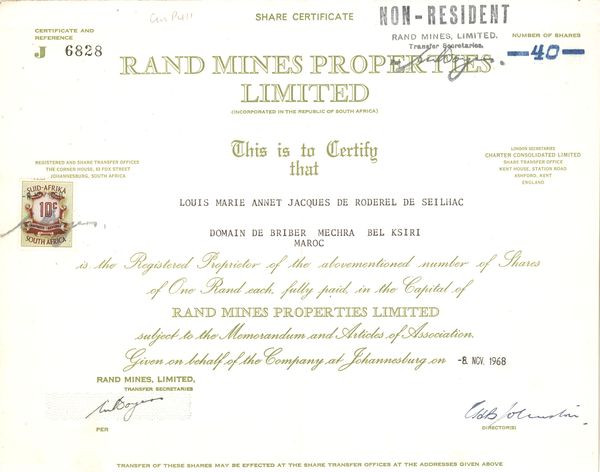 SHARE CERTIFICATE
NON-RESIDENT
CERTIFICATE AND
REFERENCE
J 6828
RAND MINES, LIMITED.
Transfer Secretaries.
NUMBER OF SHARES
-40-
RAND MINES PROPERTIES
LIMITED
(INCORPORATED IN THE REPUBLIC OF SOUTH AFRICA)
This is to Certify
that
REGISTERED AND SHARE TRANSFER OFFICES
THE CORNER HOUSE, 63 FOX STREET
JOHANNESBURG, SOUTH AFRICA
LONDON SECRETARIES
CHARTER CONSOLIDATED LIMITED
SHARE TRANSFER OFFICE
KENT HOUSE, STATION ROAD
ASHFORD, KENT
ENGLAND
SUID-AFRIKA
10c
SOUTH AFRICA
LOUIS MARIE ANNET JACQUES DE RODEREL DE SEILHAC
DOMAIN DE BRIBER MECHRA BEL KSIRI
MAROC
is the Registered Proprietor of the abovementioned number of Shares
of One Rand each, fully paid, in the Capital of
RAND MINES PROPERTIES LIMITED
subject to the Memorandum and Articles of Association.
Given on behalf of the Company at Johannesburg on -8. NOV. 1968
RAND MINES, LIMITED,
TRANSFER SECRETARIES
PER
DIRECTOR(S)
TRANSFER OF THESE SHARES MAY BE EFFECTED AT THE SHARE TRANSFER OFFICES AT THE ADDRESSES GIVEN ABOVE